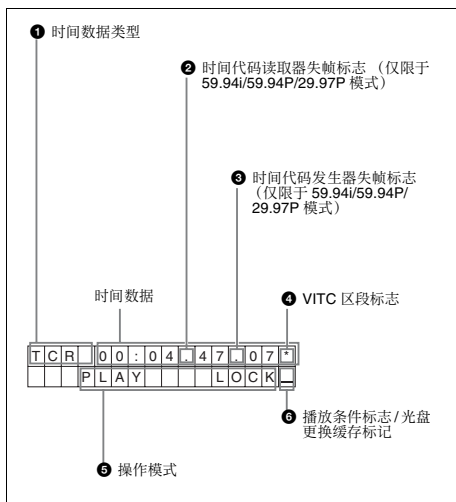 ❶ 时间数据类型
❷ 时间代码读取器失帧标志（仅限于
59.94i/59.94P/29.97P 模式）
❸ 时间代码发生器失帧标志
（仅限于 59.94i/59.94P/
29.97P 模式）
时间数据
❹ VITC 区段标志
TCR 00:04.47.07*
PLAY LOCK_
❻ 播放条件标志/光盘
更换缓存标记
❺ 操作模式